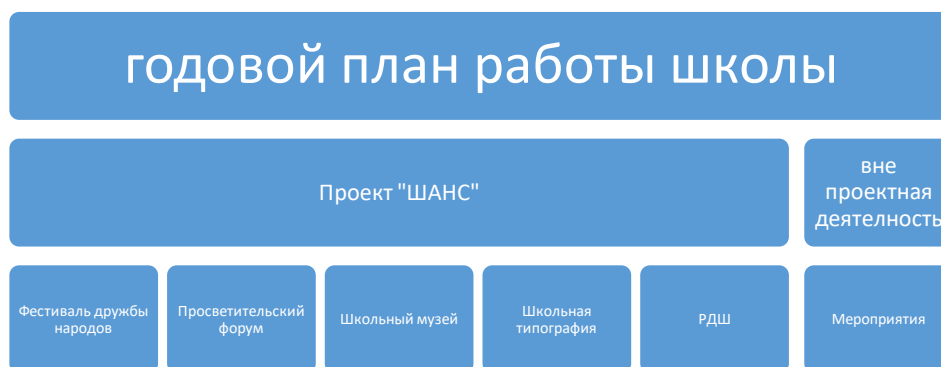 годовой план работы школы
Проект "ШАНС"
вне
проектная
деятелность
Фестиваль дружбы
народов
Просветительский
форум
Школьный музей
Школьная
типография
РДШ
Мероприятия